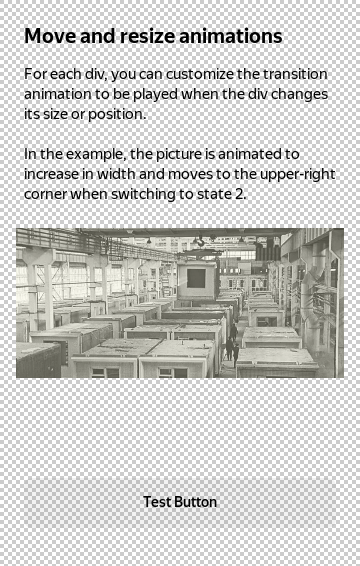 Move and resize animations
For each div, you can customize the transition
animation to be played when the div changes
its size or position.
In the example, the picture is animated to
increase in width and moves to the upper-right
corner when switching to state 2.
Test Button